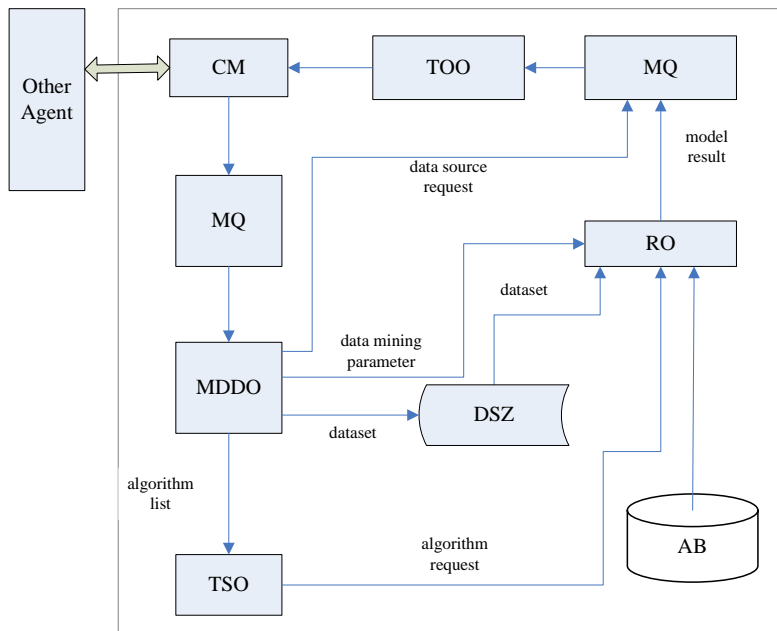 Other
Agent
CM
TOO
MQ
data source
request
model
result
MQ
RO
dataset
data mining
parameter
MDDO
DSZ
dataset
algorithm
list
algorithm
request
AB
TSO